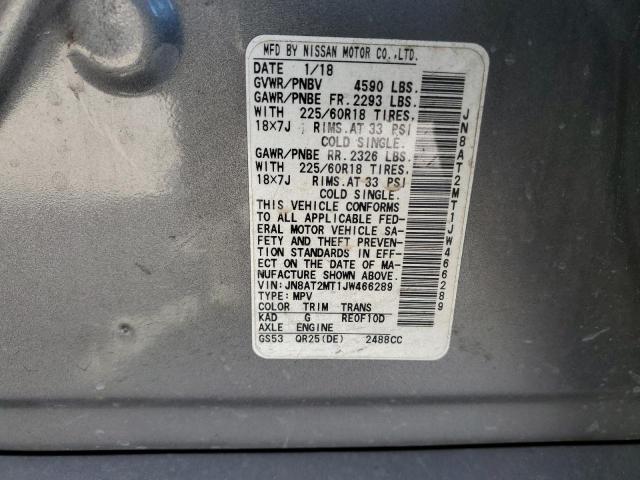 MFD BY NISSAN MOTOR CO.,LTD.
DATE 1/18
GVWR/PNBV 4590 LBS.
GAWR/PNBE FR.2293 LBS.
WITH 225/60R18 TIRES,
18×7J RIMS.AT 33 PSI
COLD SINGLE.
GAWR/PNBE RR.2326 LBS.
WITH 225/60R18 TIRES,
18×7J RIMS.AT 33 PSI
COLD SINGLE.
THIS VEHICLE CONFORMS
TO ALL APPLICABLE FED-
ERAL MOTOR VEHICLE SA-
FETY AND THEFT PREVEN-
TION STANDARDS IN EFF-
ECT ON THE DATE OF MA-
NUFACTURE SHOWN ABOVE.
VIN:JN8AT2MT1JW466289
TYPE:MPV
COLOR TRIM TRANS
KAD G RE0F10D
AXLE ENGINE
GS53 QR25(DE) 2488CC
JN8AT2MT1JW466289